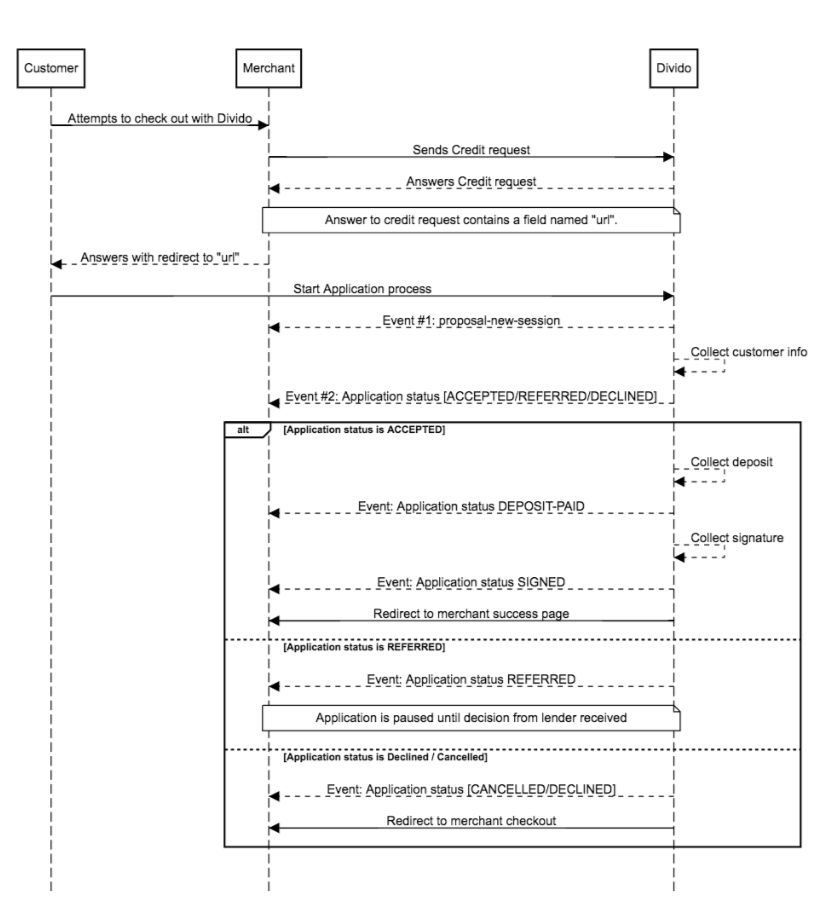 Customer
Merchant
Divido
Attempts to check out with Divido
Sends Credit request
Answers Credit request
Answer to credit request contains a field named "url".
Answers with redirect to "url"
Start Application process
Event #1: proposal-new-session
Collect customer info
Event #2: Application status [ACCEPTED/REFERRED/DECLINED]
alt
[Application status is ACCEPTED]
Collect deposit
Event: Application status DEPOSIT-PAID
Collect signature
Event: Application status SIGNED
Redirect to merchant success page
[Application status is REFERRED]
Event: Application status REFERRED
Application is paused until decision from lender received
[Application status is Declined / Cancelled]
Event: Application status [CANCELLED/DECLINED]
Redirect to merchant checkout